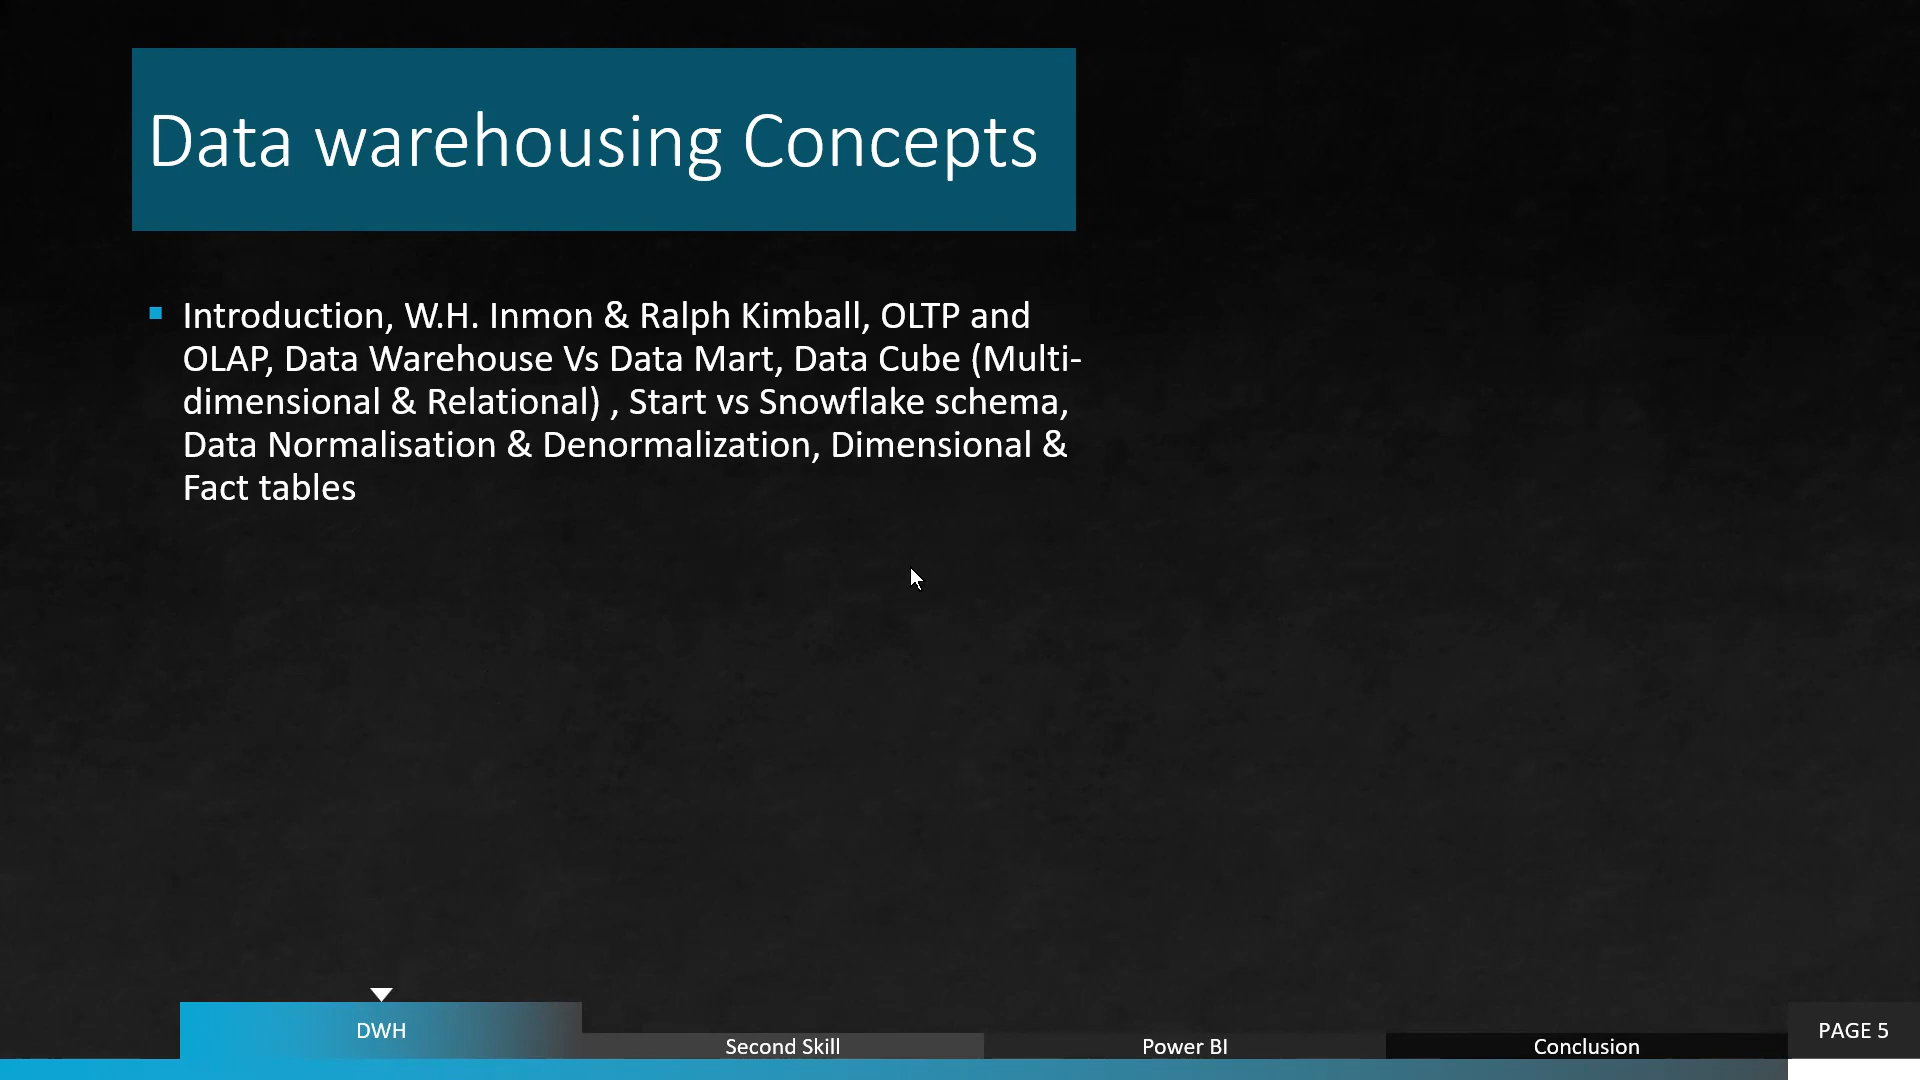 Data warehousing Concepts
Introduction, W.H. Inmon & Ralph Kimball, OLTP and
OLAP, Data Warehouse Vs Data Mart, Data Cube (Multi-
dimensional & Relational) , Start vs Snowflake schema,
Data Normalisation & Denormalization, Dimensional &
Fact tables
DWH
Second Skill
Power BI
Conclusion
PAGE 5